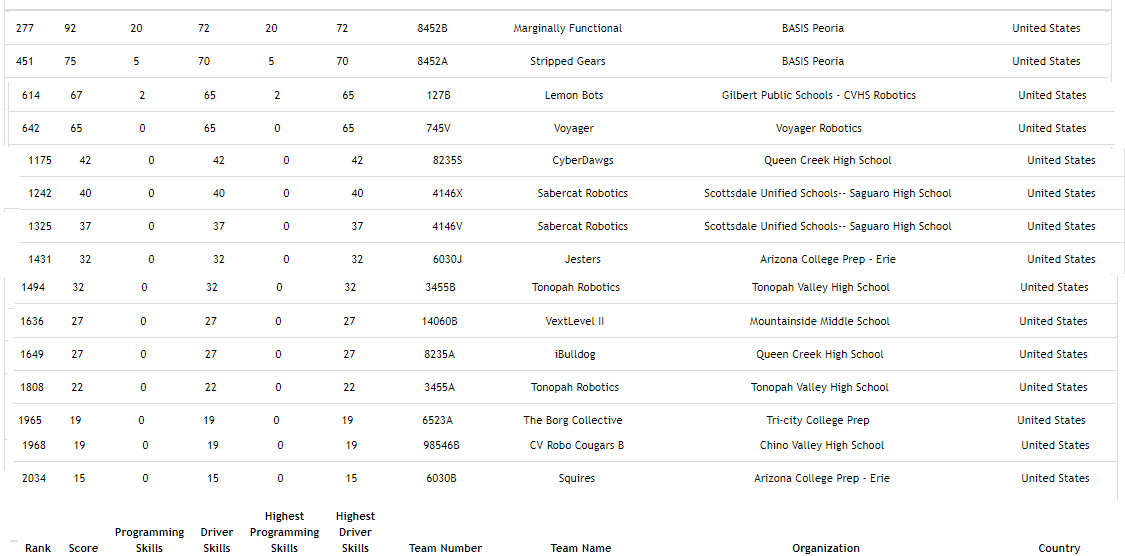 277 92 20 72 20 72 8452B Marginally Functional BASIS Peoria United States
451 75 5 70 5 70 8452A Stripped Gears BASIS Peoria United States
614 67 2 65 2 65 127B Lemon Bots Gilbert Public Schools - CVHS Robotics United States
642 65 0 65 0 65 745V Voyager Voyager Robotics United States
1175 42 0 42 0 42 8235S CyberDawgs Queen Creek High School United States
1242 40 0 40 0 40 4146X Sabercat Robotics Scottsdale Unified Schools-- Saguaro High School United States
1325 37 0 37 0 37 4146V Sabercat Robotics Scottsdale Unified Schools-- Saguaro High School United States
1431 32 0 32 0 32 6030J Jesters Arizona College Prep - Erie United States
1494 32 0 32 0 32 3455B Tonopah Robotics Tonopah Valley High School United States
1636 27 0 27 0 27 14060B VextLevel II Mountainside Middle School United States
1649 27 0 27 0 27 8235A iBulldog Queen Creek High School United States
1808 22 0 22 0 22 3455A Tonopah Robotics Tonopah Valley High School United States
1965 19 0 19 0 19 6523A The Borg Collective Tri-city College Prep United States
1968 19 0 19 0 19 98546B CV Robo Cougars B Chino Valley High School United States
2034 15 0 15 0 15 6030B Squires Arizona College Prep - Erie United States
Highest Highest
Programming Driver Programming Driver
Rank Score Skills Skills Skills Skills Team Number Team Name Organization Country